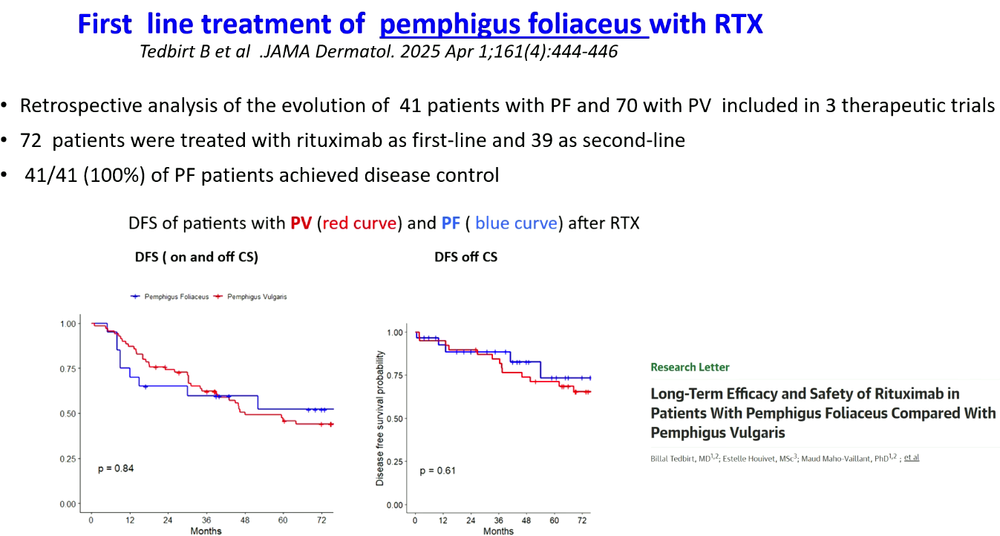 First line treatment of pemphigus foliaceus with RTX
Tedbirt B et al .JAMA Dermatol. 2025 Apr 1;161(4):444-446
• Retrospective analysis of the evolution of 41 patients with PF and 70 with PV included in 3 therapeutic trials
• 72 patients were treated with rituximab as first-line and 39 as second-line
• 41/41 (100%) of PF patients achieved disease control
DFS of patients with PV (red curve) and PF ( blue curve) after RTX
DFS ( on and off CS)
Pemphigus Foliaceus Pemphigus Vulgaris
1.00
0.75
0.50
0.25
0.00
p = 0.84
0 12 24 36 48 60 72
Months
DFS off CS
Disease free survival probability
1.00
0.75
0.50
0.25
0.00
p = 0.61
0 12 24 36 48 60 72
Months
Research Letter
Long-Term Efficacy and Safety of Rituximab in
Patients With Pemphigus Foliaceus Compared With
Pemphigus Vulgaris
Billal Tedbirt, MD1,2; Estelle Houivet, MSc3; Maud Maho-Vaillant, PhD1,2 ; et al